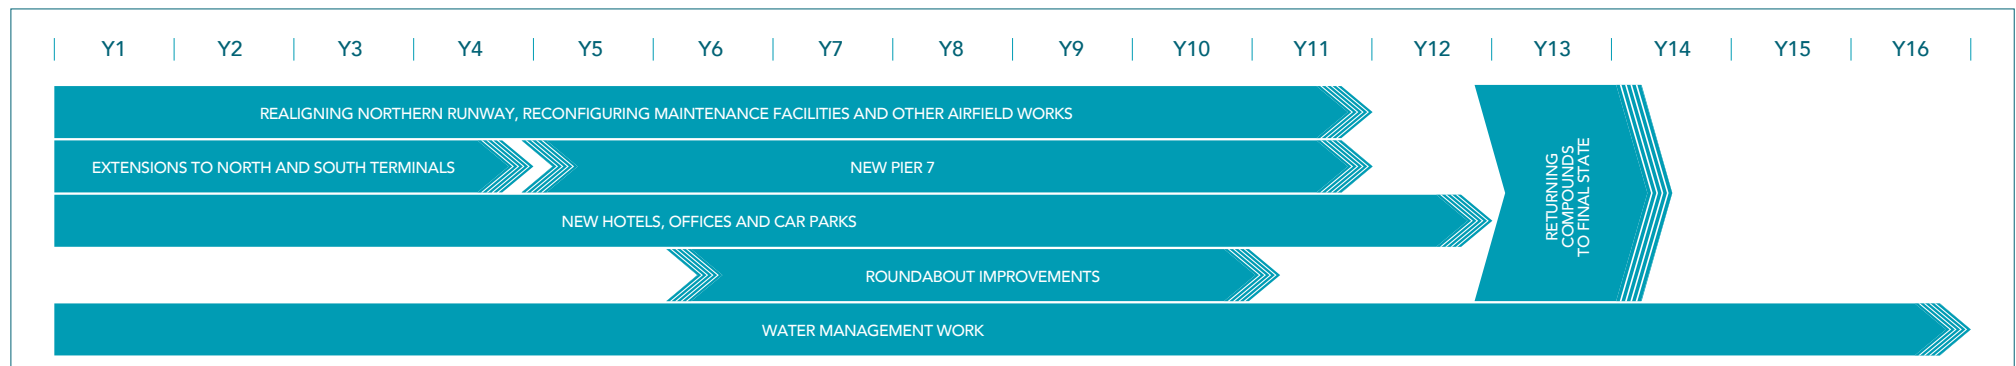 Y1 Y2 Y3 Y4 Y5 Y6 Y7 Y8 Y9 Y10 Y11 Y12 Y13 Y14 Y15 Y16
REALIGNING NORTHERN RUNWAY, RECONFIGURING MAINTENANCE FACILITIES AND OTHER AIRFIELD WORKS
EXTENSIONS TO NORTH AND SOUTH TERMINALS
NEW PIER 7
NEW HOTELS, OFFICES AND CAR PARKS
ROUNDABOUT IMPROVEMENTS
WATER MANAGEMENT WORK
RETURNING
COMPOUNDS
TO FINAL STATE